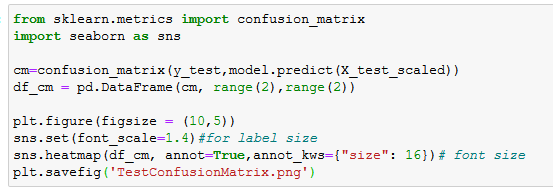 from sklearn.metrics import confusion_matrix
import seaborn as sns
cm=confusion_matrix(y_test,model.predict(X_test_scaled))
df_cm = pd.DataFrame(cm, range(2),range(2))
plt.figure(figsize = (10,5))
sns.set(font_scale=1.4)#for label size
sns.heatmap(df_cm, annot=True,annot_kws={"size": 16})# font size
plt.savefig('TestConfusionMatrix.png')